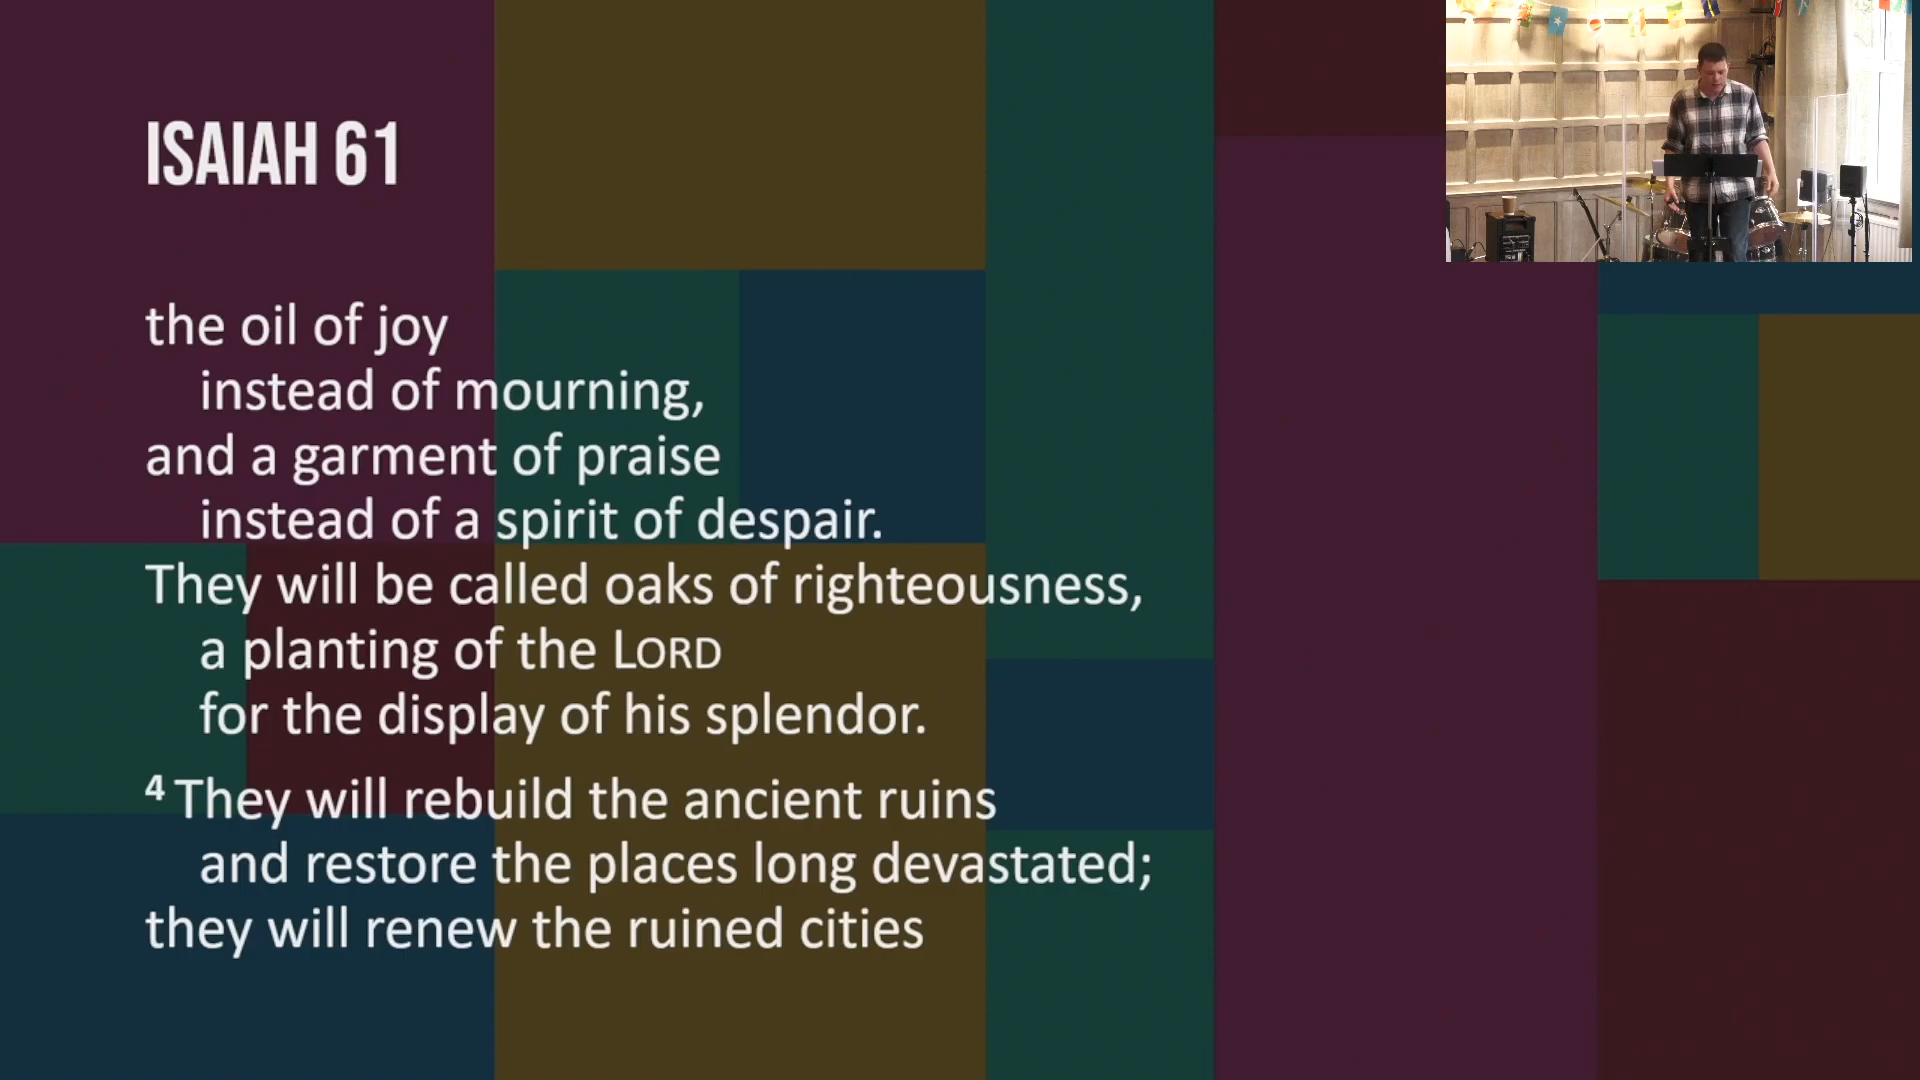 ISAIAH 61
the oil of joy
instead of mourning,
and a garment of praise
instead of a spirit of despair.
They will be called oaks of righteousness,
a planting of the LORD
for the display of his splendor.
4 They will rebuild the ancient ruins
and restore the places long devastated;
they will renew the ruined cities